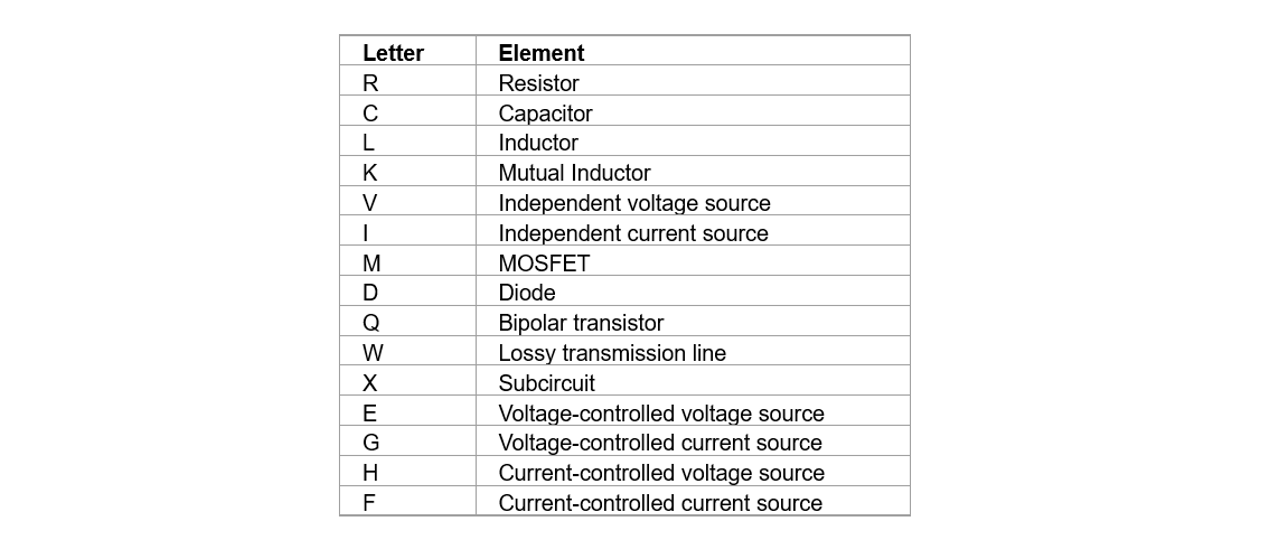 Letter Element
R Resistor
C Capacitor
L Inductor
K Mutual Inductor
V Independent voltage source
I Independent current source
M MOSFET
D Diode
Q Bipolar transistor
W Lossy transmission line
X Subcircuit
E Voltage-controlled voltage source
G Voltage-controlled current source
H Current-controlled voltage source
F Current-controlled current source